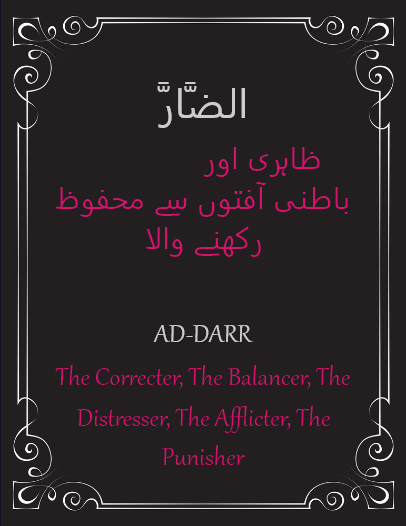 الضَّارَّ
ظاہری اور
باطنی آفتوں سے محفوظ
رکھنے والا
AD-DARR
The Correcter, The Balancer, The
Distresser, The Afflicter, The
Punisher